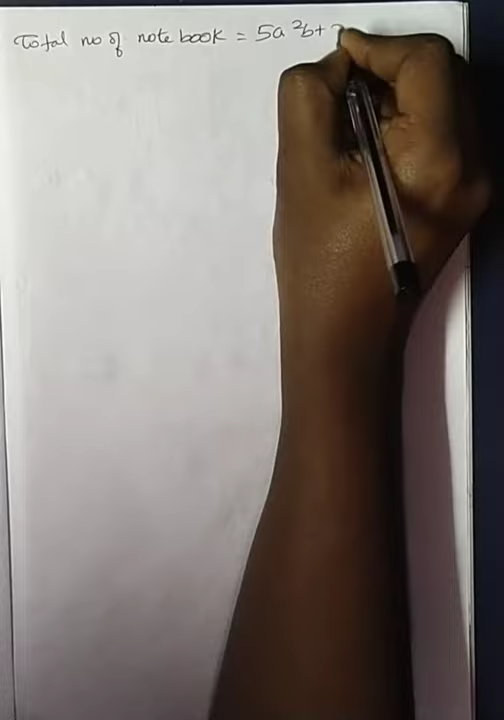 Total no of note book = 5a²b+